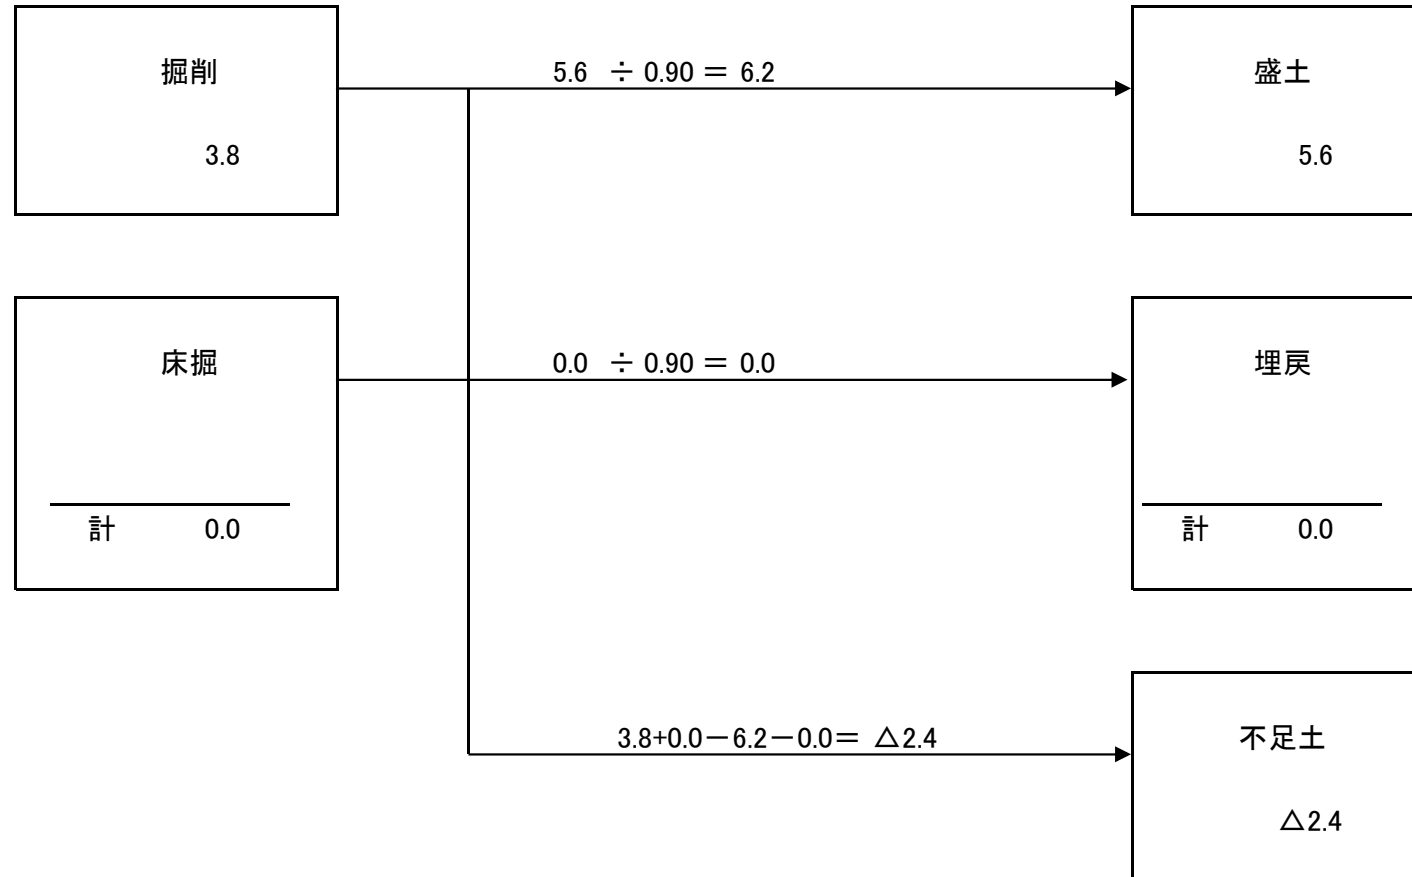 掘削
5.6 ÷ 0.90 = 6.2
盛土
3.8
5.6
床掘
0.0 ÷ 0.90 = 0.0
埋戻
計 0.0
計 0.0
3.8+0.0－6.2－0.0＝ △2.4
不足土
△2.4